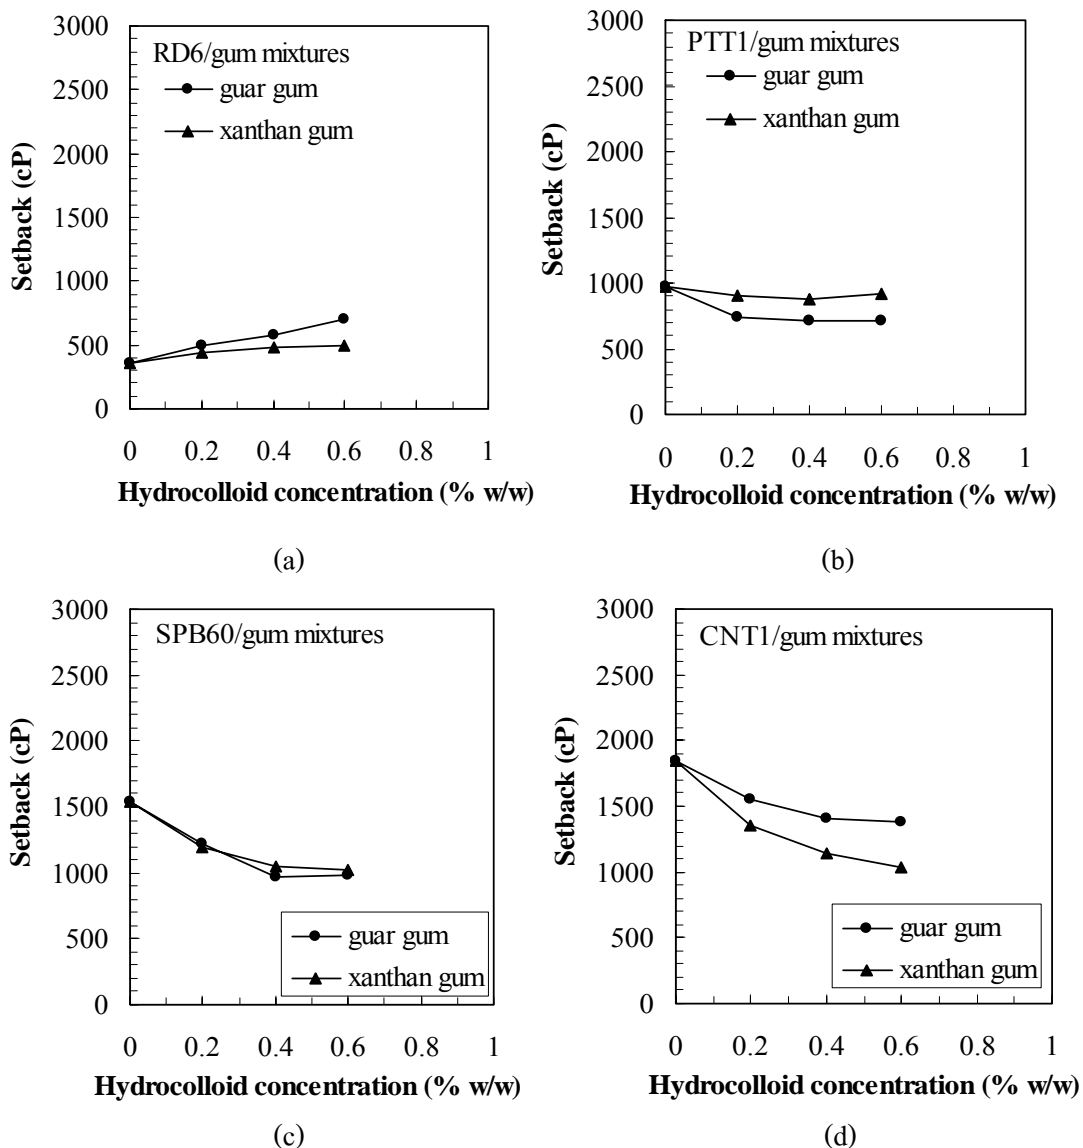 3000
2500
2000
1500
1000
500
0
Setback (cP)
RD6/gum mixtures
guar gum
xanthan gum
0 0.2 0.4 0.6 0.8 1
Hydrocolloid concentration (% w/w)
(a)
3000
2500
2000
1500
1000
500
0
Setback (cP)
PTT1/gum mixtures
guar gum
xanthan gum
0 0.2 0.4 0.6 0.8 1
Hydrocolloid concentration (% w/w)
(b)
3000
2500
2000
1500
1000
500
0
Setback (cP)
SPB60/gum mixtures
guar gum
xanthan gum
0 0.2 0.4 0.6 0.8 1
Hydrocolloid concentration (% w/w)
(c)
3000
2500
2000
1500
1000
500
0
Setback (cP)
CNT1/gum mixtures
guar gum
xanthan gum
0 0.2 0.4 0.6 0.8 1
Hydrocolloid concentration (% w/w)
(d)